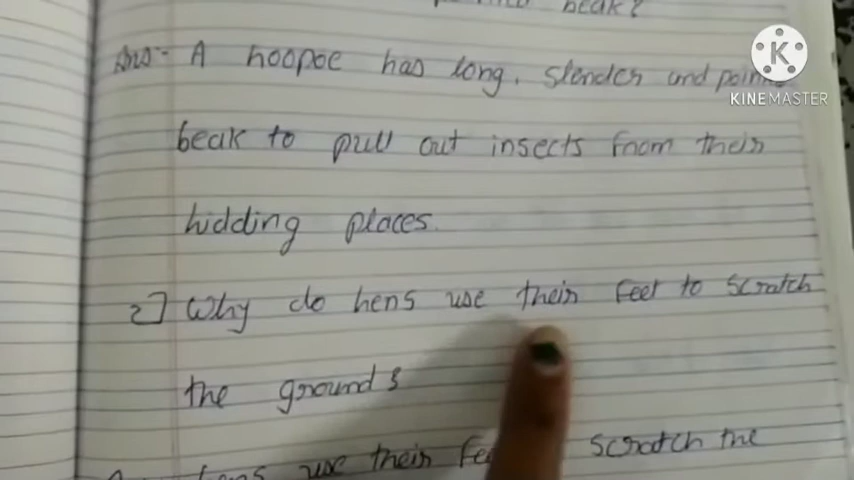 beak?
Ans- A hoopoe has long, slender and point
beak to pull out insects from their
hidding places.
2] Why do hens use their feet to scratch
the ground?
use their scratch the
K
KINEMASTER